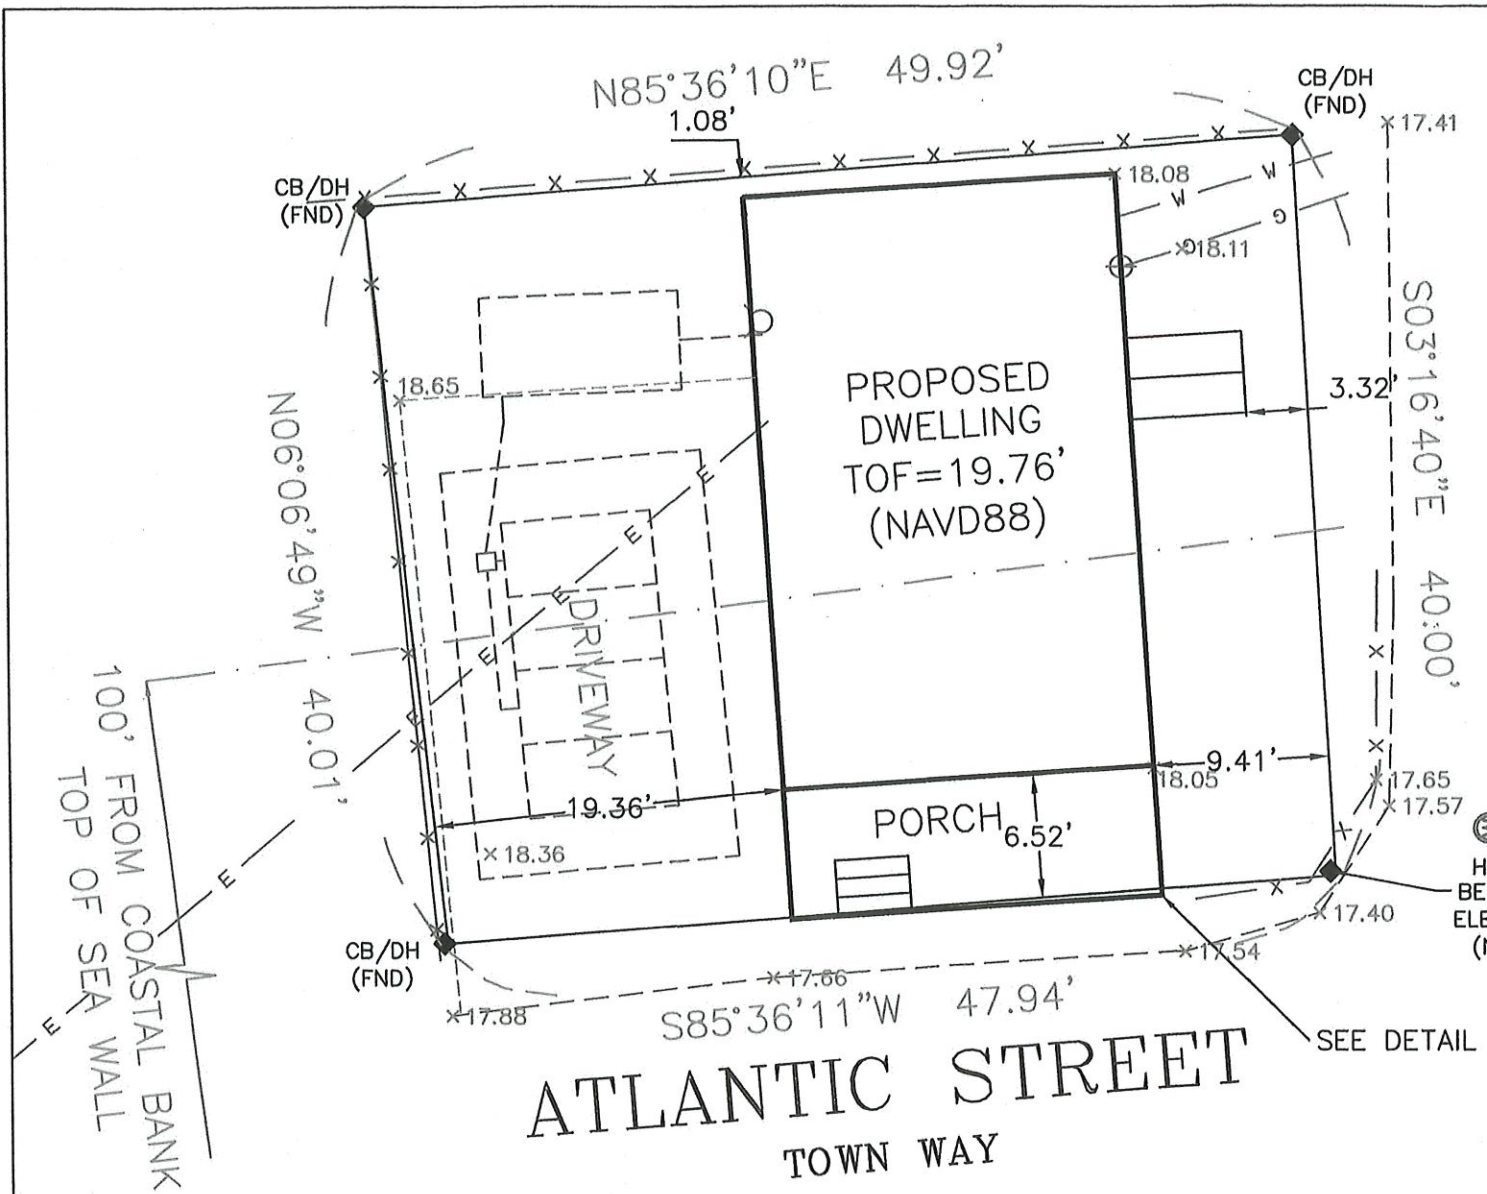 N85°36'10"E 49.92'
1.08'
CB/DH
(FND)
17.41
CB/DH
(FND)
18.08
W
W
G
G
18.11
S03°16'40"E 40.00'
18.65
PROPOSED
DWELLING
TOF=19.76'
(NAVD88)
3.32'
N06°06'49"W 40.01'
E
E
E
E
E
E
E
DRIVEWAY
100' FROM COASTAL BANK
TOP OF SEA WALL
19.36'
9.41'
18.05
17.65
17.57
PORCH
6.52'
18.36
17.40
CB/DH
(FND)
17.54
17.66
17.88
S85°36'11"W 47.94'
SEE DETAIL
ATLANTIC STREET
TOWN WAY